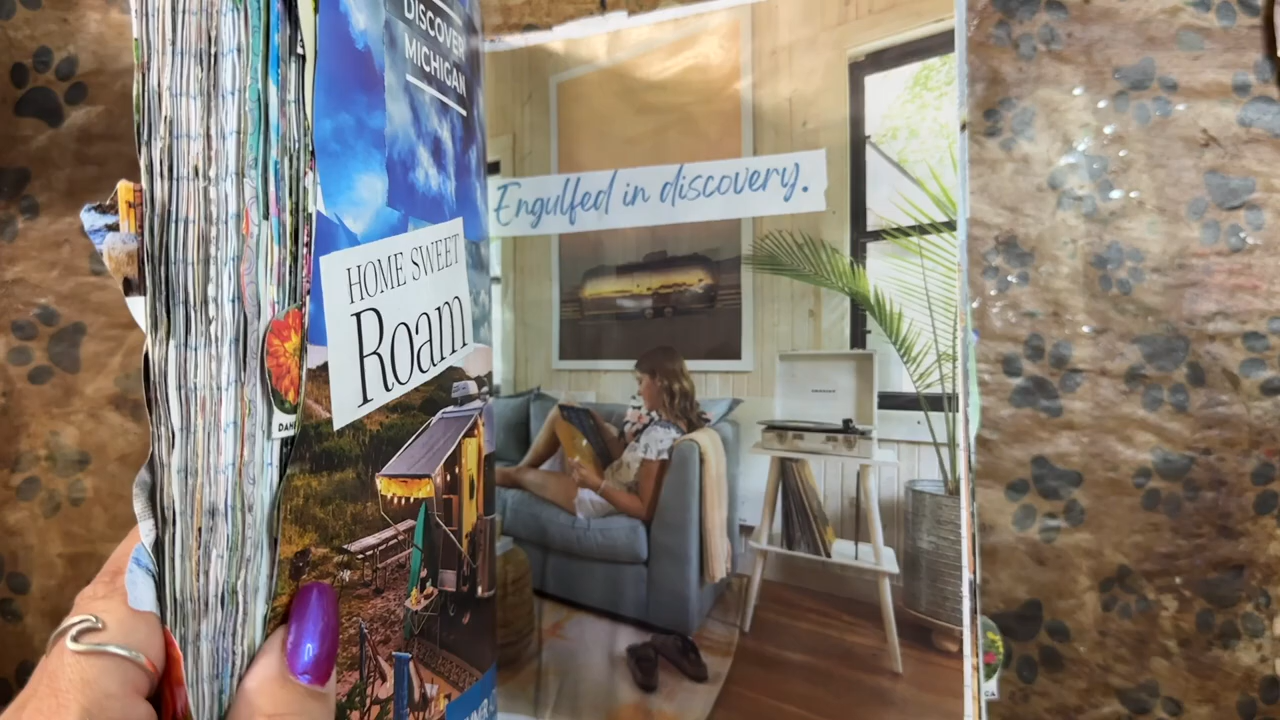 DISCOVER
MICHIGAN
HOME SWEET
Roam
Engulfed in discovery.